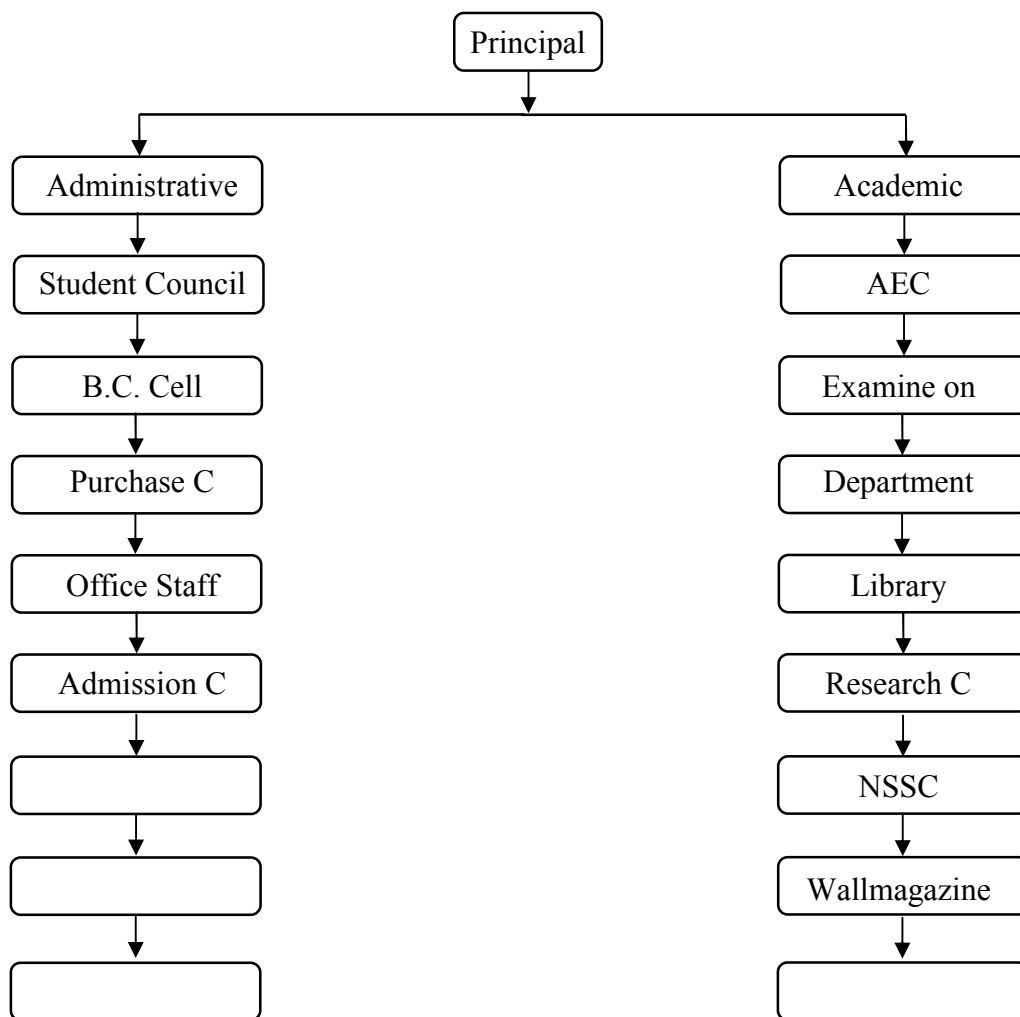 Principal
Administrative
Academic
Student Council
AEC
B.C. Cell
Examine on
Purchase C
Department
Office Staff
Library
Admission C
Research C
NSSC
Wallmagazine